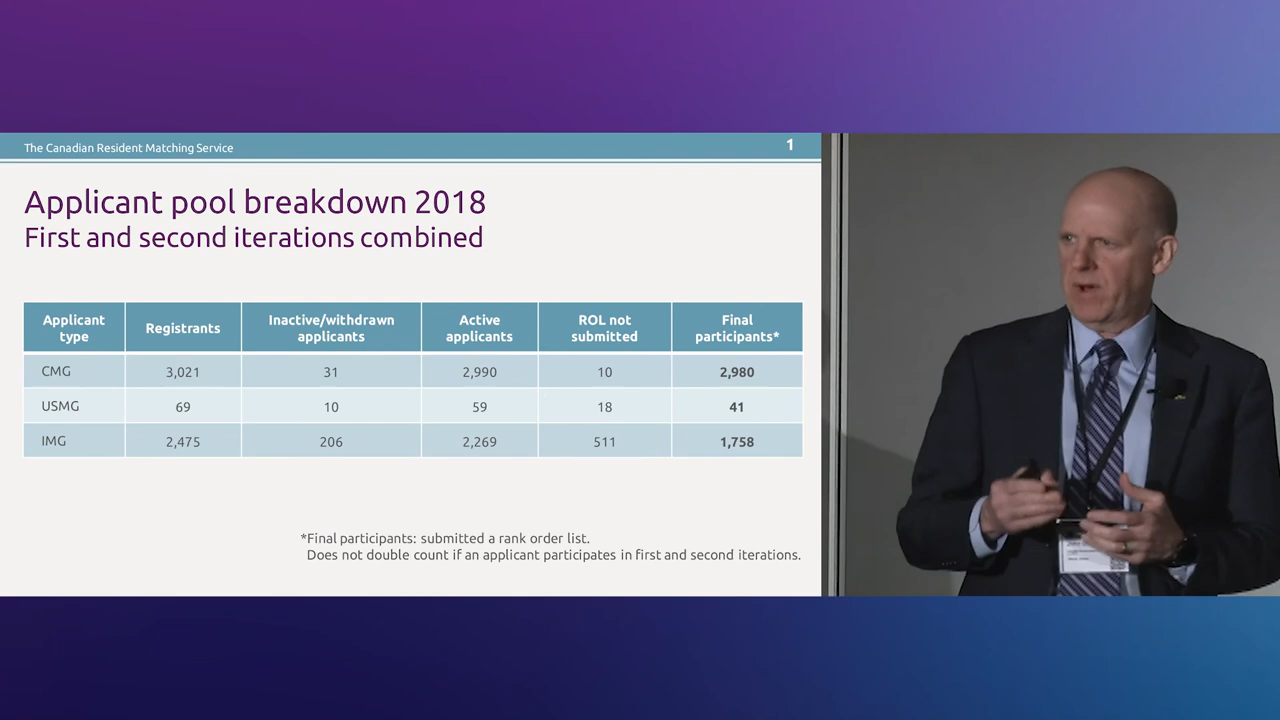 The Canadian Resident Matching Service
1
Applicant pool breakdown 2018
First and second iterations combined
Applicant type Registrants Inactive/withdrawn applicants Active applicants ROL not submitted Final participants*
CMG 3,021 31 2,990 10 2,980
USMG 69 10 59 18 41
IMG 2,475 206 2,269 511 1,758
*Final participants: submitted a rank order list.
Does not double count if an applicant participates in first and second iterations.